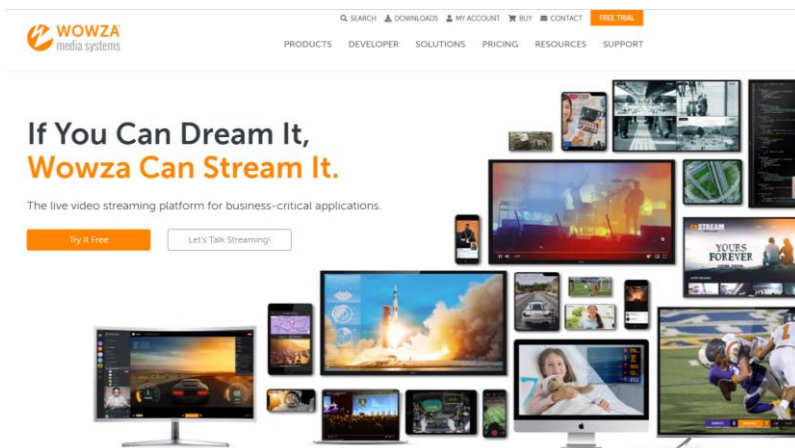 SEARCH DOWNLOADS MY ACCOUNT BUY CONTACT FREE TRIAL
WOWZA
media systems
PRODUCTS DEVELOPER SOLUTIONS PRICING RESOURCES SUPPORT
If You Can Dream It,
Wowza Can Stream It.
The live video streaming platform for business-critical applications.
Try It Free
Let's Talk Streaming!
STREAM
YOURS
FOREVER